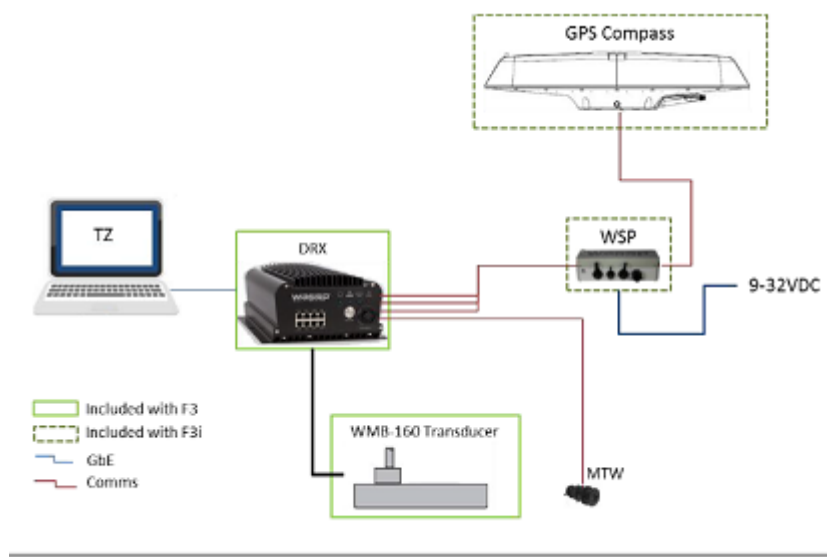 GPS Compass
TZ
DRX
WSP
WASSP
9-32VDC
Included with F3
Included with F3i
GbE
Comms
WMB-160 Transducer
MTW